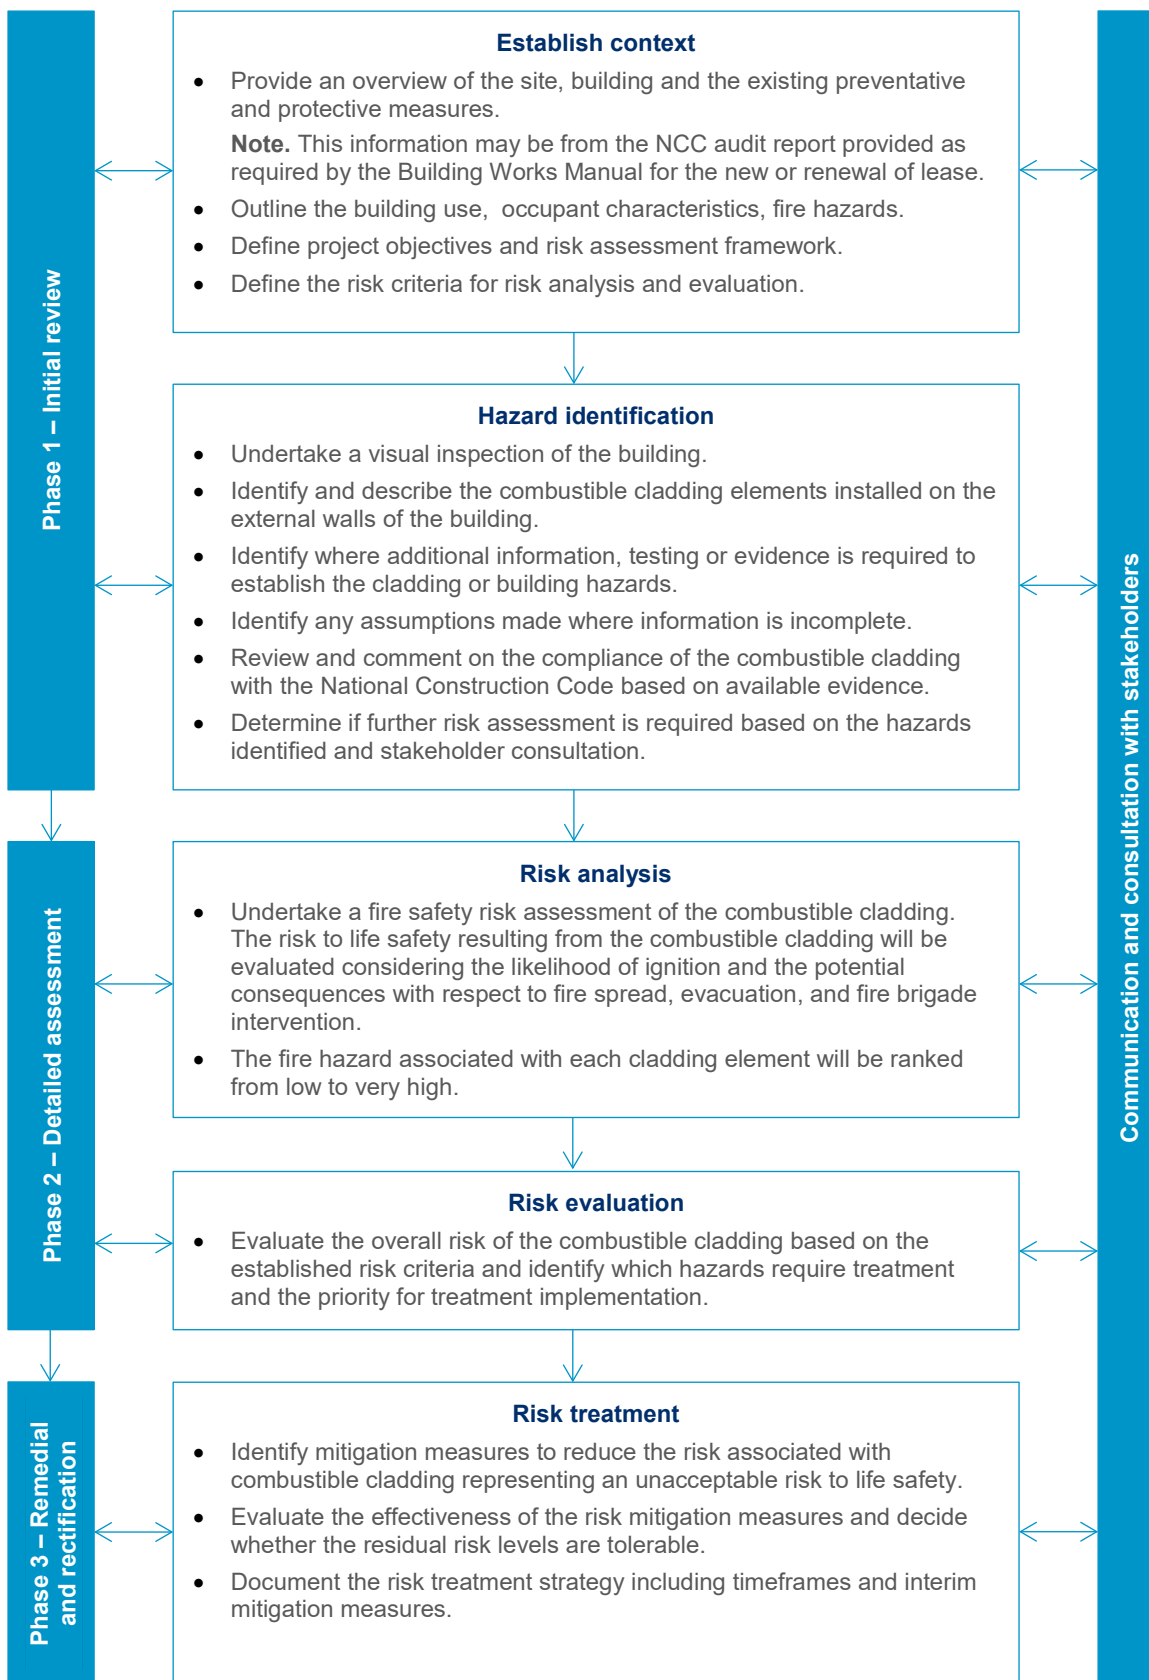 Establish context
• Provide an overview of the site, building and the existing preventative
and protective measures.
Note. This information may be from the NCC audit report provided as
required by the Building Works Manual for the new or renewal of lease.
• Outline the building use,  occupant characteristics, fire hazards.
• Define project objectives and risk assessment framework.
• Define the risk criteria for risk analysis and evaluation.
Phase 1 – Initial review
Hazard identification
• Undertake a visual inspection of the building.
• Identify and describe the combustible cladding elements installed on the
external walls of the building.
• Identify where additional information, testing or evidence is required to
establish the cladding or building hazards.
• Identify any assumptions made where information is incomplete.
• Review and comment on the compliance of the combustible cladding
with the National Construction Code based on available evidence.
• Determine if further risk assessment is required based on the hazards
identified and stakeholder consultation.
Communication and consultation with stakeholders
Risk analysis
• Undertake a fire safety risk assessment of the combustible cladding.
The risk to life safety resulting from the combustible cladding will be
evaluated considering the likelihood of ignition and the potential
consequences with respect to fire spread, evacuation, and fire brigade
intervention.
• The fire hazard associated with each cladding element will be ranked
from low to very high.
Phase 2 – Detailed assessment
Risk evaluation
• Evaluate the overall risk of the combustible cladding based on the
established risk criteria and identify which hazards require treatment
and the priority for treatment implementation.
Risk treatment
• Identify mitigation measures to reduce the risk associated with
combustible cladding representing an unacceptable risk to life safety.
• Evaluate the effectiveness of the risk mitigation measures and decide
whether the residual risk levels are tolerable.
• Document the risk treatment strategy including timeframes and interim
mitigation measures.
Phase 3 – Remedial
and rectification